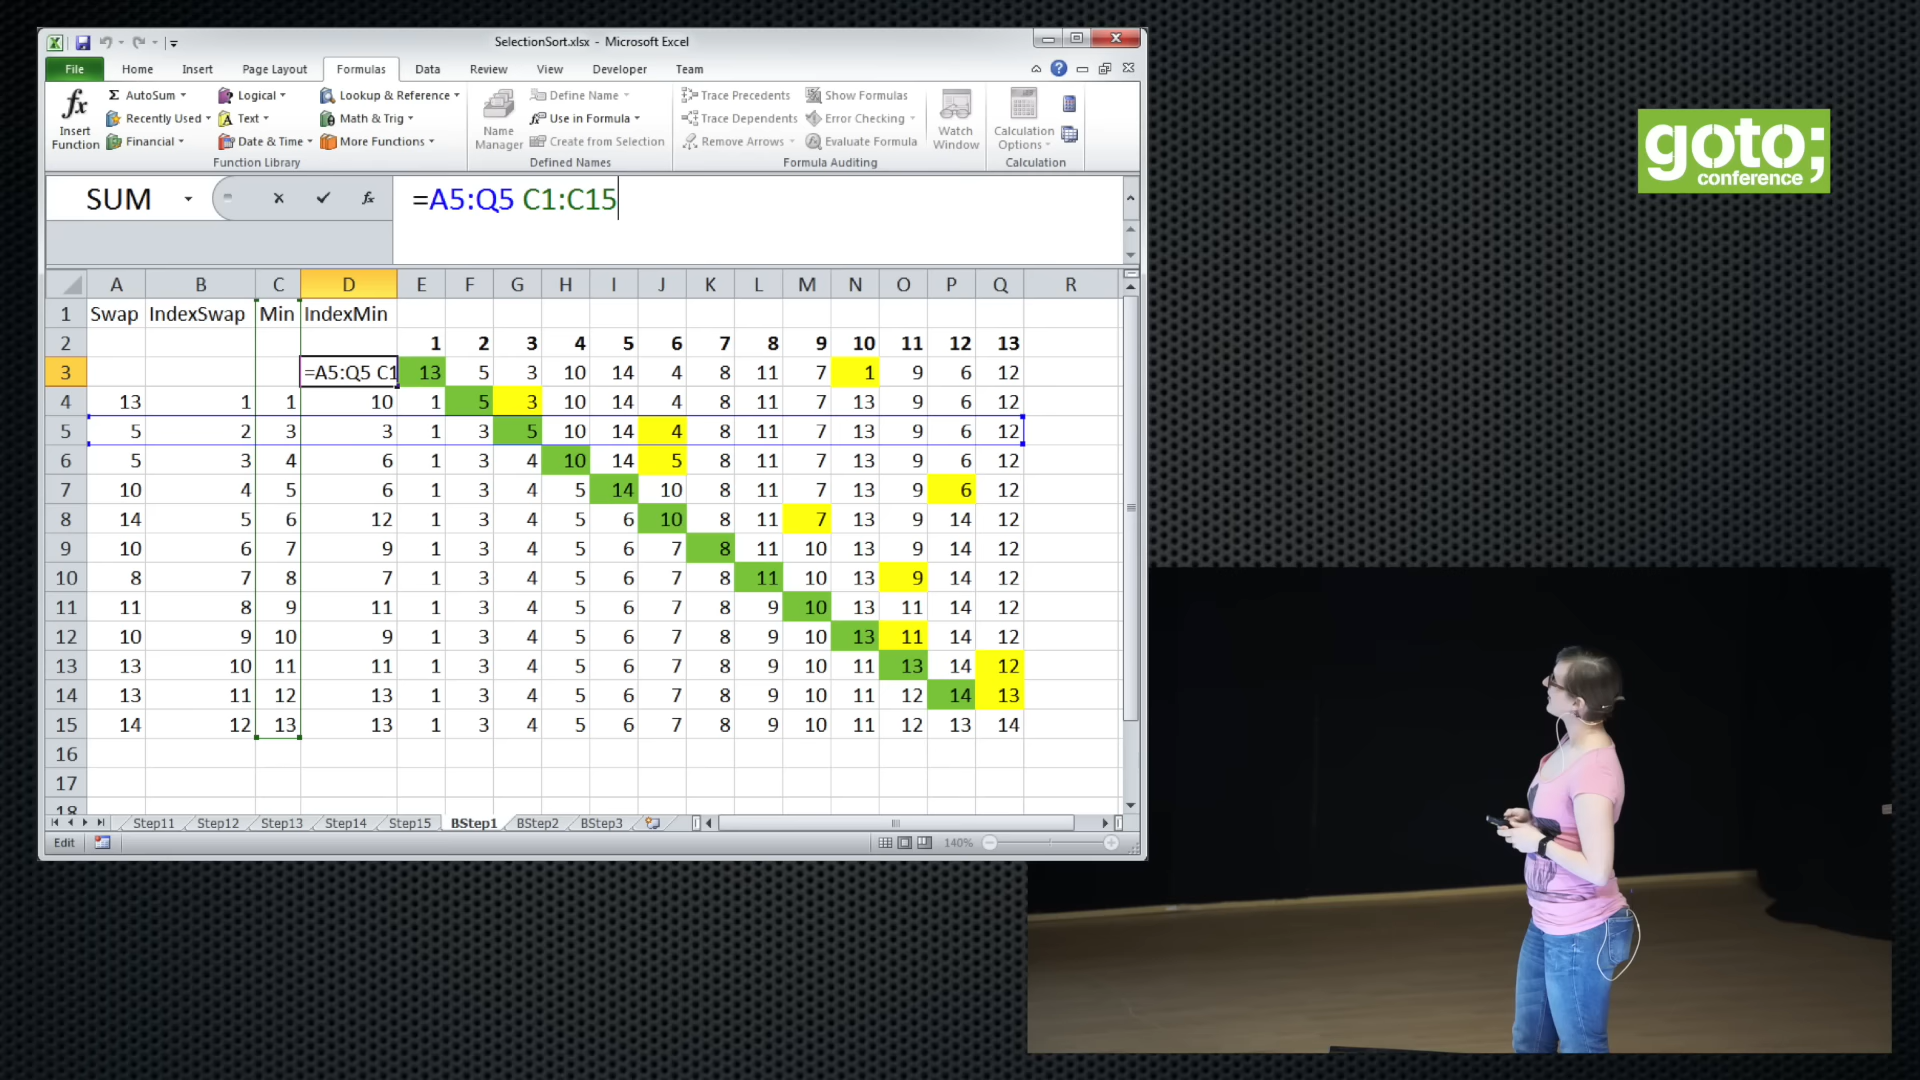 SelectionSort.xlsx - Microsoft Excel
File Home Insert Page Layout Formulas Data Review View Developer Team
fx Insert Function
Σ AutoSum
Recently Used
Financial
Logical
Text
Date & Time
Lookup & Reference
Math & Trig
More Functions
Function Library
Name Manager
Define Name
Use in Formula
Create from Selection
Defined Names
Trace Precedents
Trace Dependents
Remove Arrows
Show Formulas
Error Checking
Evaluate Formula
Formula Auditing
Watch Window
Calculation Options
Calculation
SUM fx =A5:Q5 C1:C15
A B C D E F G H I J K L M N O P Q R
1 Swap IndexSwap Min IndexMin
2 1 2 3 4 5 6 7 8 9 10 11 12 13
3 =A5:Q5 C1 13 5 3 10 14 4 8 11 7 1 9 6 12
4 13 1 1 10 1 5 3 10 14 4 8 11 7 13 9 6 12
5 5 2 3 3 1 3 5 10 14 4 8 11 7 13 9 6 12
6 5 3 4 6 1 3 4 10 14 5 8 11 7 13 9 6 12
7 10 4 5 6 1 3 4 5 14 10 8 11 7 13 9 6 12
8 14 5 6 12 1 3 4 5 6 10 8 11 7 13 9 14 12
9 10 6 7 9 1 3 4 5 6 7 8 11 10 13 9 14 12
10 8 7 8 7 1 3 4 5 6 7 8 11 10 13 9 14 12
11 11 8 9 11 1 3 4 5 6 7 8 9 10 13 11 14 12
12 10 9 10 9 1 3 4 5 6 7 8 9 10 13 11 14 12
13 13 10 11 11 1 3 4 5 6 7 8 9 10 11 13 14 12
14 13 11 12 13 1 3 4 5 6 7 8 9 10 11 12 14 13
15 14 12 13 13 1 3 4 5 6 7 8 9 10 11 12 13 14
16
17
18
Step11 Step12 Step13 Step14 Step15 BStep1 BStep2 BStep3
Edit 140%
goto;
conference